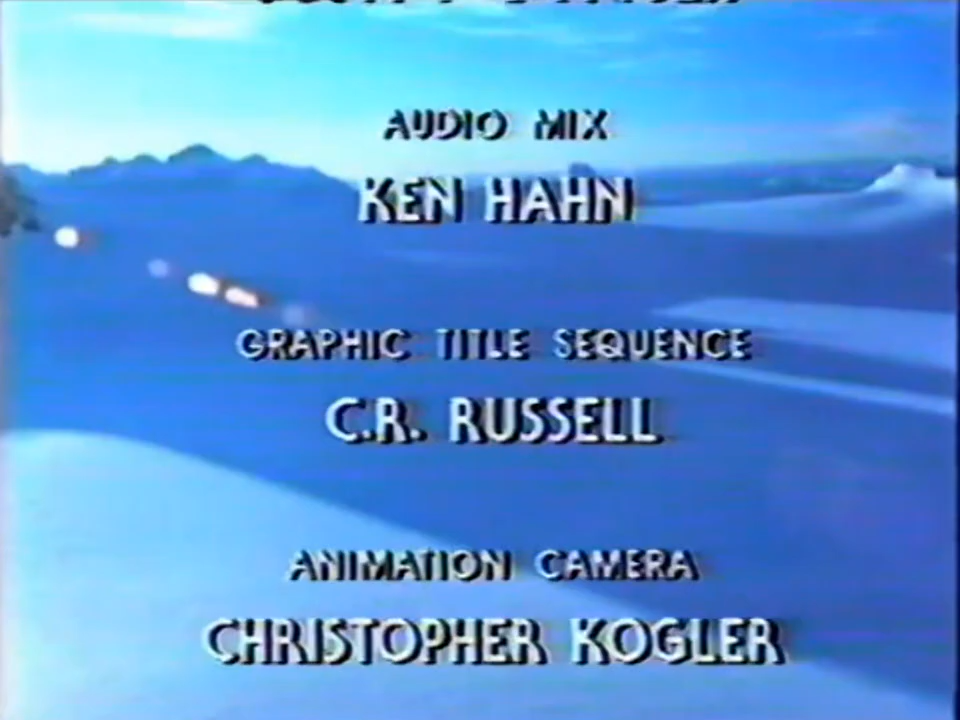 AUDIO MIX
KEN HAHN
GRAPHIC TITLE SEQUENCE
C.R. RUSSELL
ANIMATION CAMERA
CHRISTOPHER KOGLER